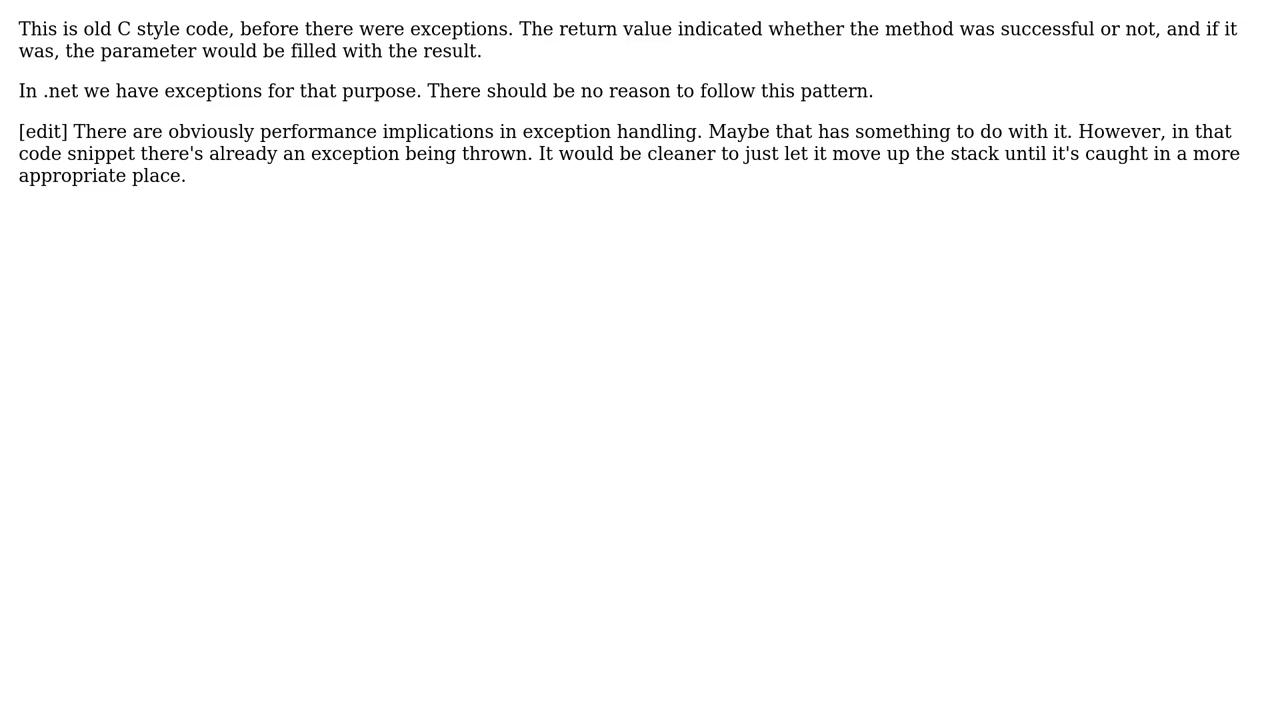 This is old C style code, before there were exceptions. The return value indicated whether the method was successful or not, and if it
was, the parameter would be filled with the result.
In .net we have exceptions for that purpose. There should be no reason to follow this pattern.
[edit] There are obviously performance implications in exception handling. Maybe that has something to do with it. However, in that
code snippet there's already an exception being thrown. It would be cleaner to just let it move up the stack until it's caught in a more
appropriate place.